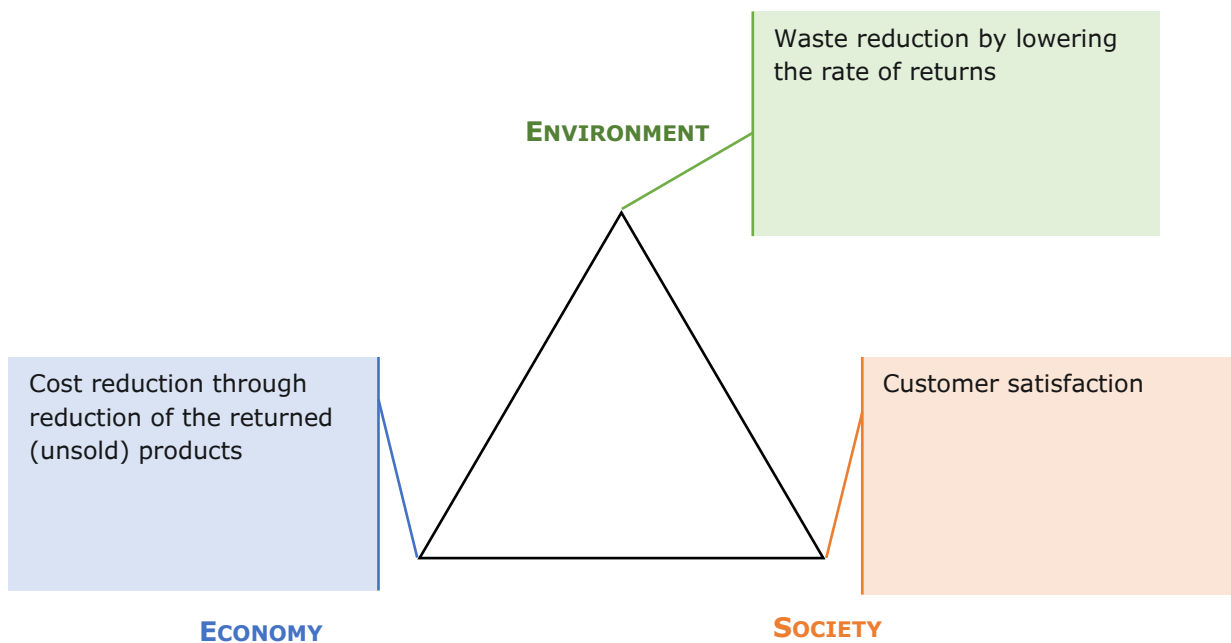 Waste reduction by lowering
the rate of returns
ENVIRONMENT
Cost reduction through
reduction of the returned
(unsold) products
Customer satisfaction
ECONOMY
SOCIETY